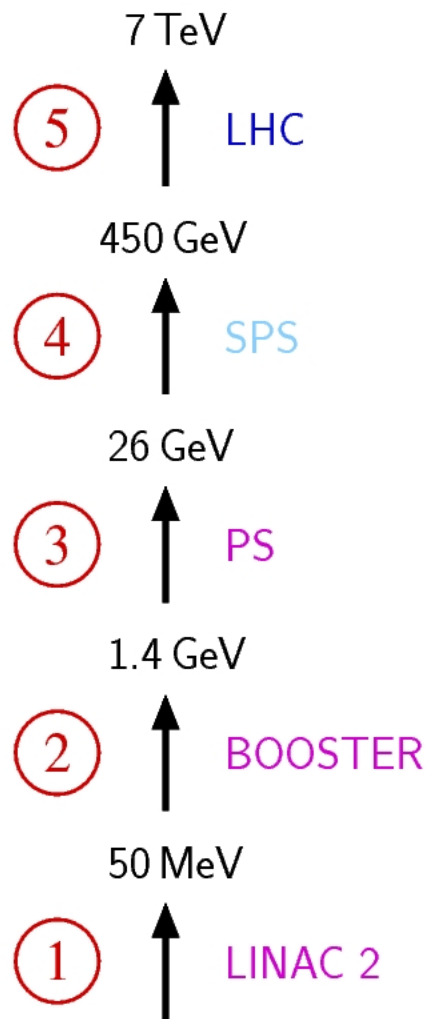 7 TeV
5 LHC
450 GeV
4 SPS
26 GeV
3 PS
1.4 GeV
2 BOOSTER
50 MeV
1 LINAC 2